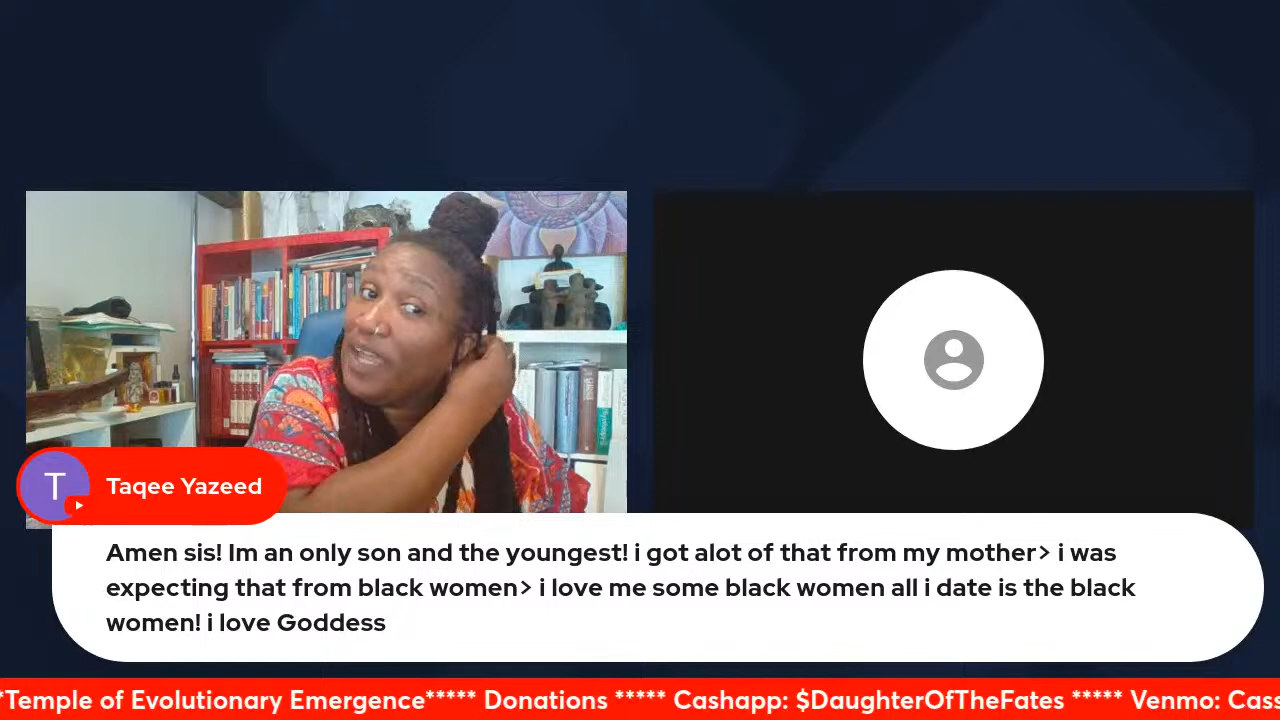 T
Taqee Yazeed
Amen sis! Im an only son and the youngest! i got alot of that from my mother> i was
expecting that from black women> i love me some black women all i date is the black
women! i love Goddess
*Temple of Evolutionary Emergence***** Donations ***** Cashapp: $DaughterOfTheFates ***** Venmo: Cass